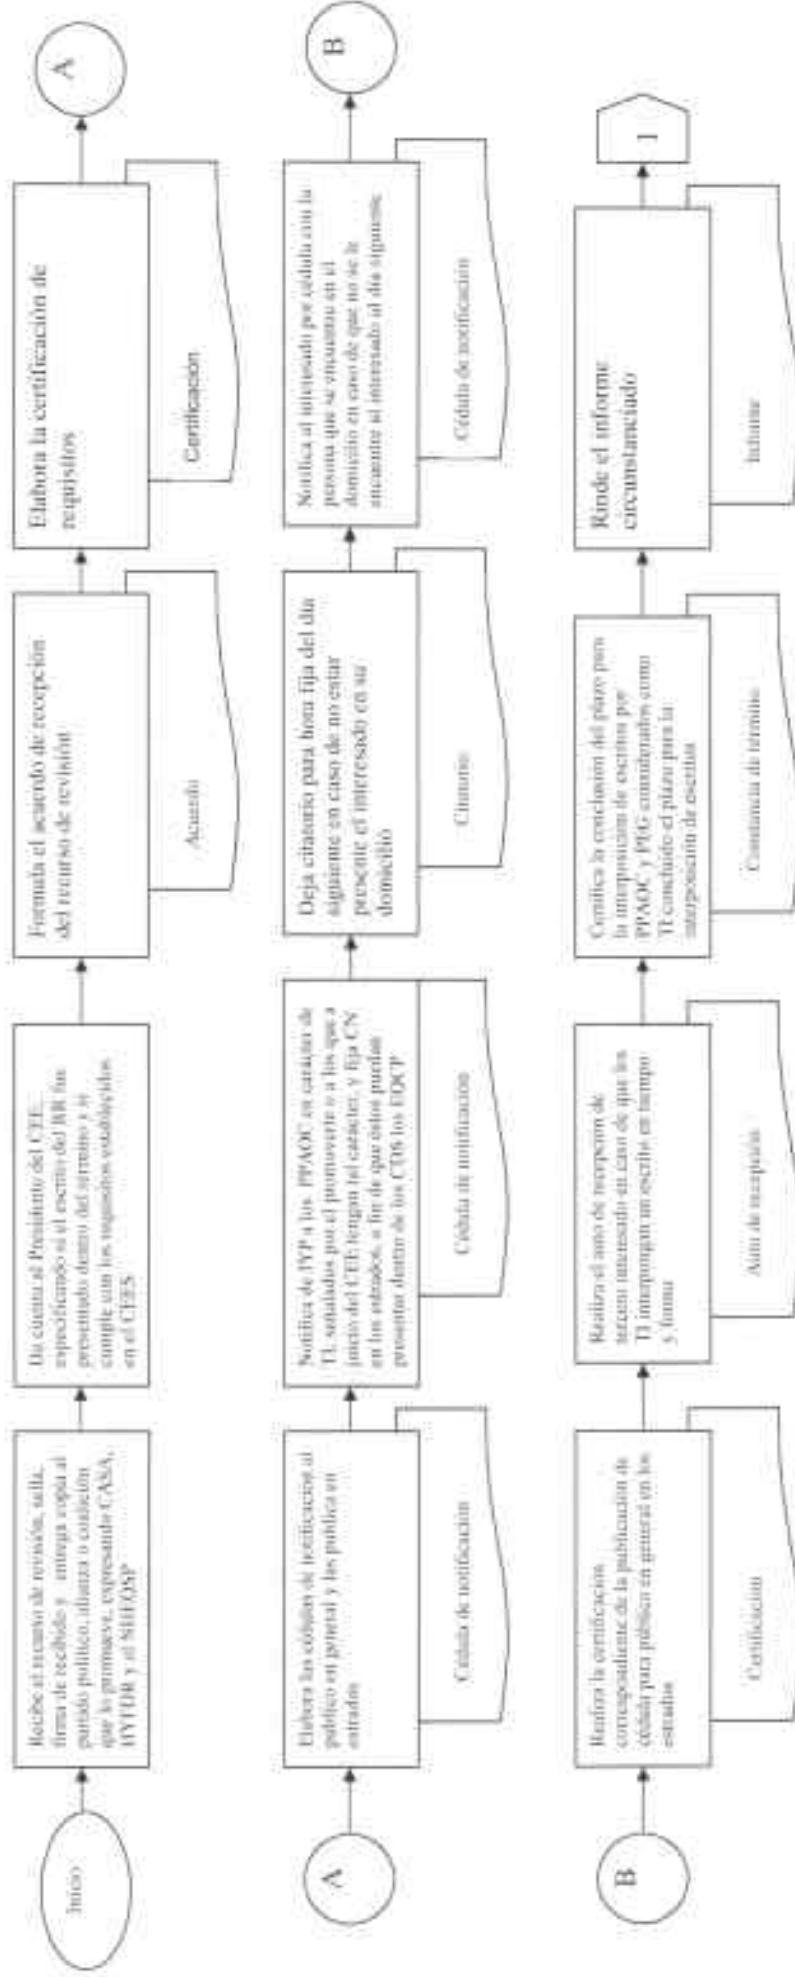 Inicio
Recibe el recurso de revisión, sella,
firma de recibido y entrega copia al
partido político, alianza o coalición
que lo promueve, expresando CASA,
HYFDR y el
Da cuenta al Presidente del CEE,
especificando si el escrito del RR fue
presentado dentro del término y si
cumple con los requisitos establecidos
en el CEES
Formula el acuerdo de recepción
del recurso de revisión
Acuerdo
Elabora la certificación de
requisitos
Certificación
A
A
Elabora las cédulas de notificación al
público en general y las publica en
estrados
Cédula de notificación
Notifica de IYP a los PPAOC en carácter de
TI, señalados por el promovente o a los que a
juicio del CEE tengan tal carácter, y fija CN
en los estrados, a fin de que éstos puedan
presentar dentro de los CDS los EQCP
Cédula de notificación
Deja citatorio para hora fija del día
siguiente en caso de no estar
presente el interesado en su
domicilio
Citatorio
Notifica al interesado por cédula con la
persona que se encuentre en el
domicilio en caso de que no se le
encuentre al interesado al día siguiente
Cédula de notificación
B
B
Realiza la certificación
correspondiente de la publicación de
cédula para público en general en los
estrados
Certificación
Realiza el auto de recepción de
tercero interesado en caso de que los
TI interpongan un escrito en tiempo
y forma
Auto de recepción
Certifica la conclusión del plazo para
la interposición de escritos por
PPAOC y PEG considerados como
TI concluido el plazo para la
interposición de escritos
Constancia de término
Rinde el informe
circunstanciado
Informe
1